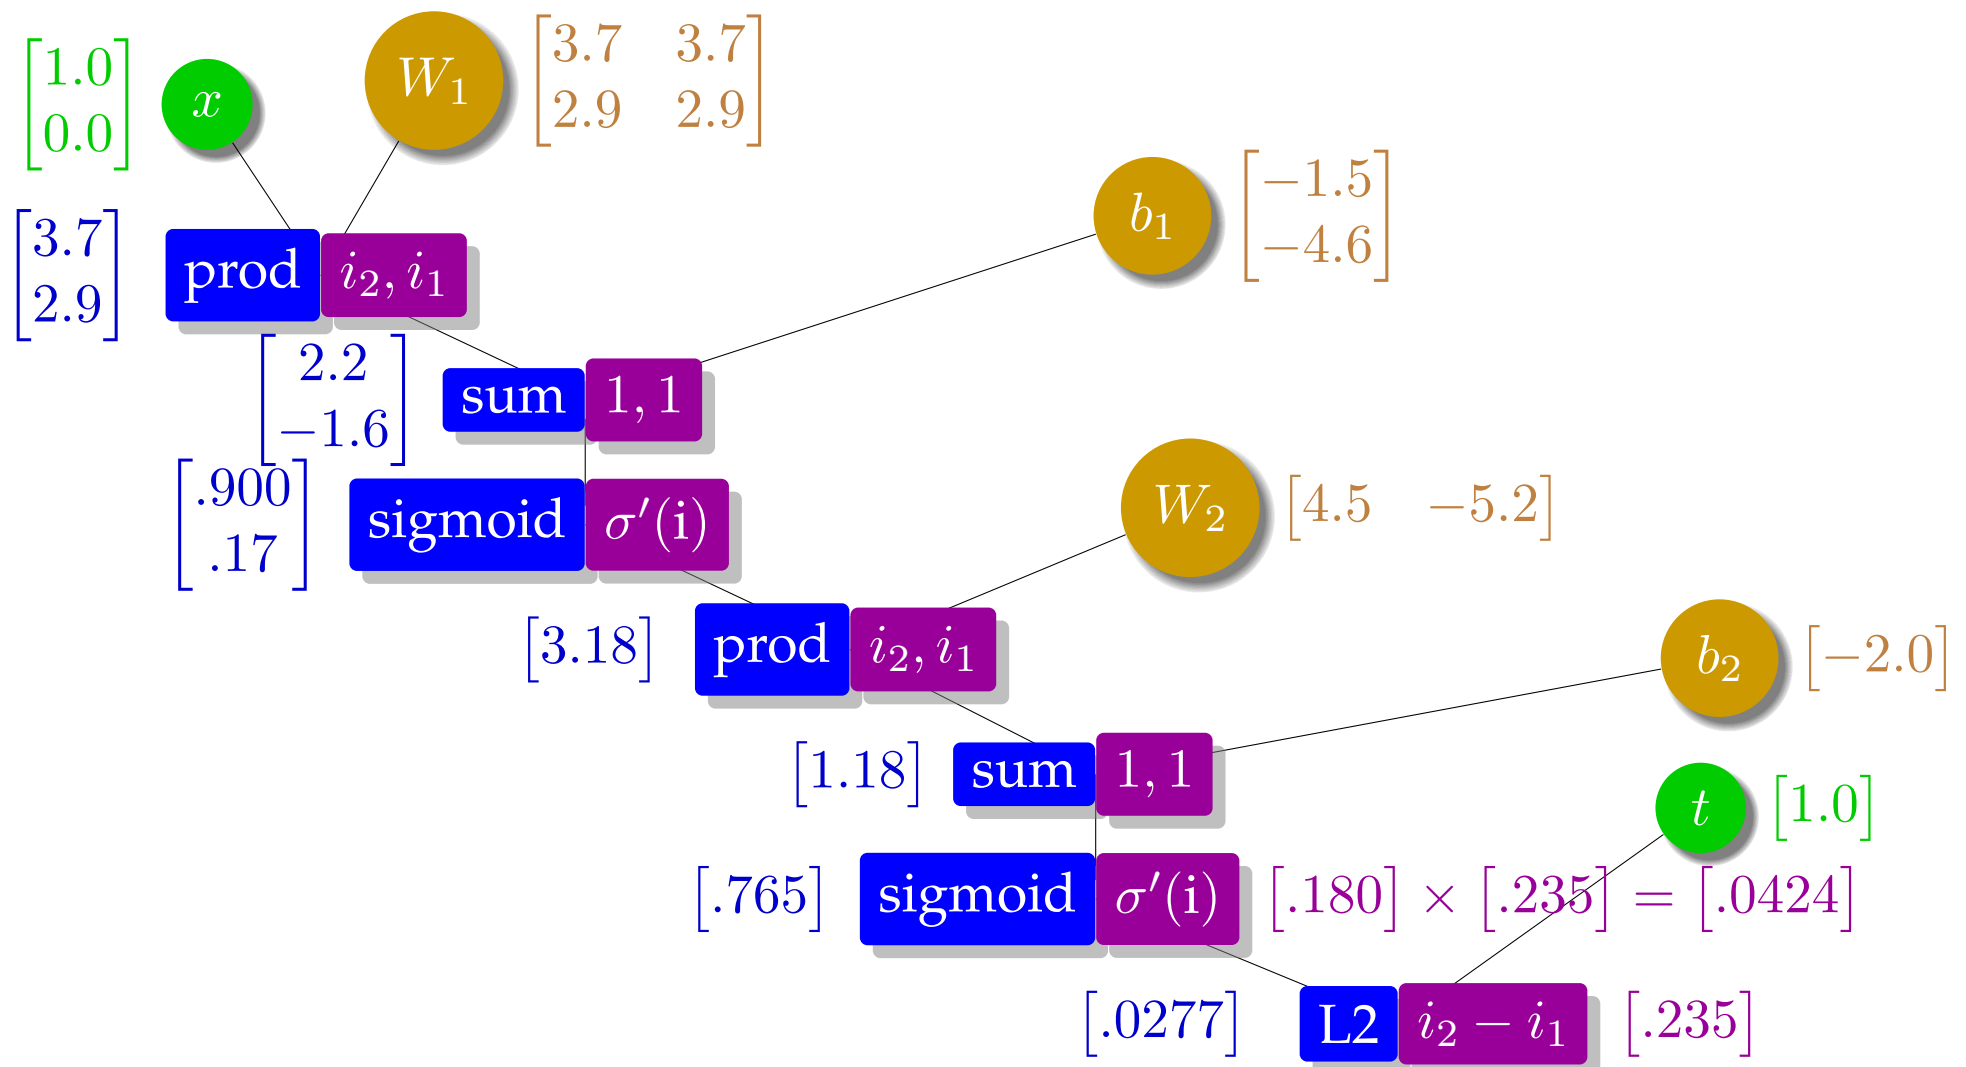 [1.0
0.0] x W₁ [3.7 3.7
2.9 2.9]
b₁ [−1.5
−4.6]
[3.7
2.9] prod i₂, i₁
[2.2
−1.6] sum 1, 1
[.900
.17] sigmoid σ′(i)
W₂ [4.5 −5.2]
[3.18] prod i₂, i₁
b₂ [−2.0]
[1.18] sum 1, 1
t [1.0]
[.765] sigmoid σ′(i) [.180] × [.235] = [.0424]
[.0277] L2 i₂ − i₁ [.235]